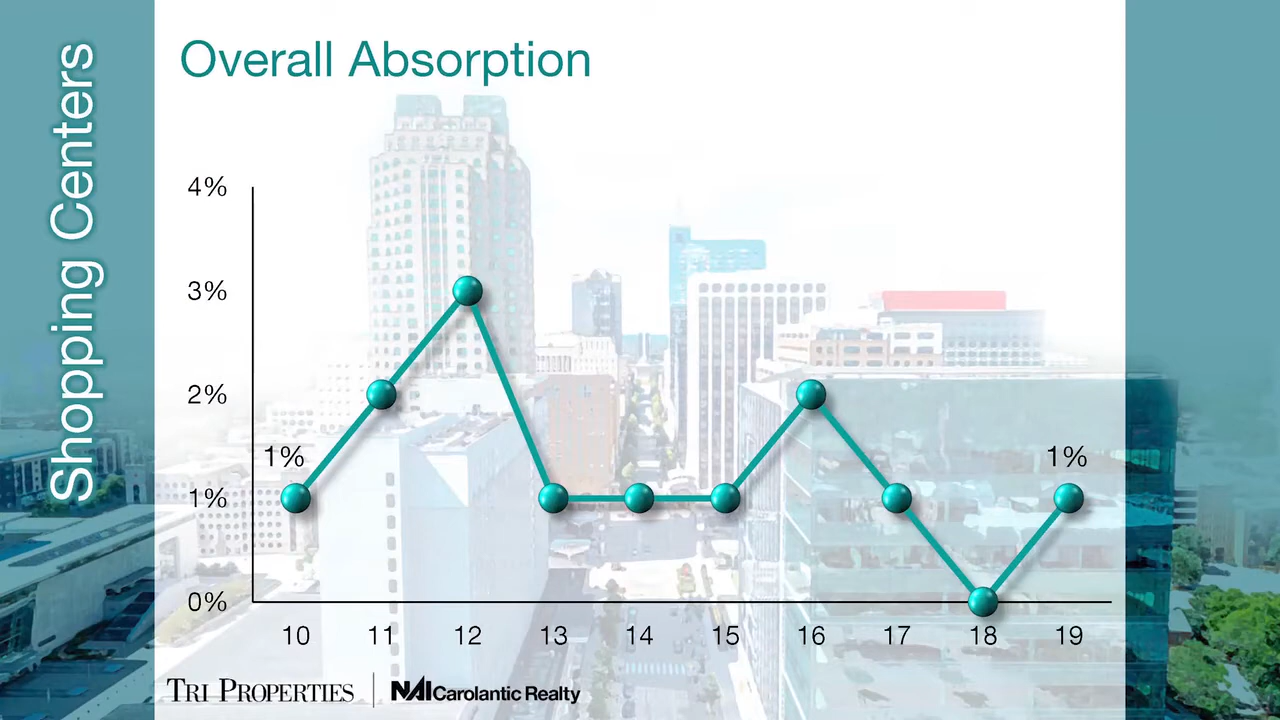 Shopping Centers
Overall Absorption
4%
3%
2%
1%
0%
1%
1%
10 11 12 13 14 15 16 17 18 19
TRI PROPERTIES | NAI Carolantic Realty